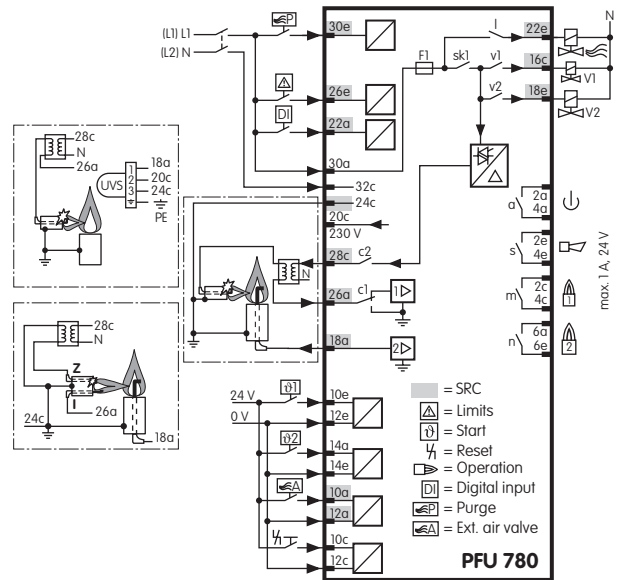 (L1) L1
(L2) N
P
30e
I
22e
N
F1
sk1
v1
16c
V1
v2
18e
V2
26e
DI
22a
30a
32c
24c
20c
230 V
28c
c2
N
26a
c1
1
18a
2
28c
N
26a
UVS
1
2
3
18a
20c
24c
PE
28c
N
Z
I
26a
24c
18a
a
2a
4a
s
2e
4e
m
2c
4c
1
n
6a
6e
2
max. 1 A, 24 V
24 V
0 V
ϑ1
10e
12e
ϑ2
14a
14e
A
10a
12a
10c
12c
= SRC
= Limits
ϑ = Start
= Reset
= Operation
DI = Digital input
P = Purge
A = Ext. air valve
PFU 780